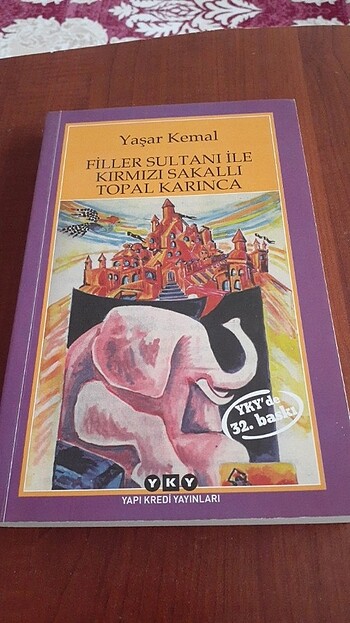 Yaşar Kemal
FİLLER SULTANI İLE
KIRMIZI SAKALLI
TOPAL KARINCA
YKY'de
32. baskı
YKY
YAPI KREDİ YAYINLARI